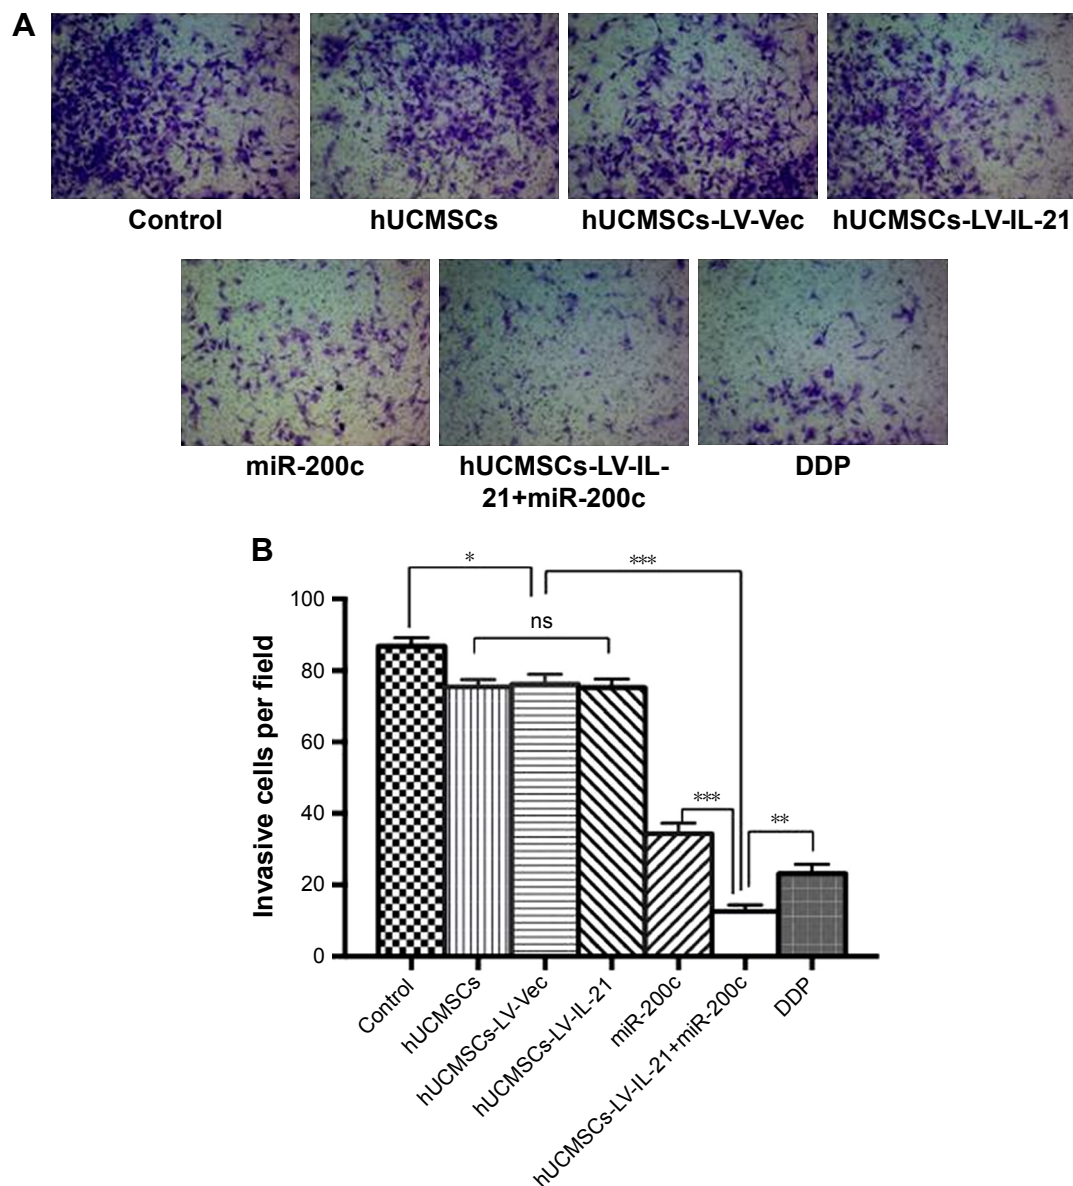 A
Control
hUCMSCs
hUCMSCs-LV-Vec
hUCMSCs-LV-IL-21
miR-200c
hUCMSCs-LV-IL-
21+miR-200c
DDP
B
*
***
ns
***
**
100
80
60
40
20
0
Invasive cells per field
Control
hUCMSCs
hUCMSCs-LV-Vec
hUCMSCs-LV-IL-21
miR-200c
hUCMSCs-LV-IL-21+miR-200c
DDP